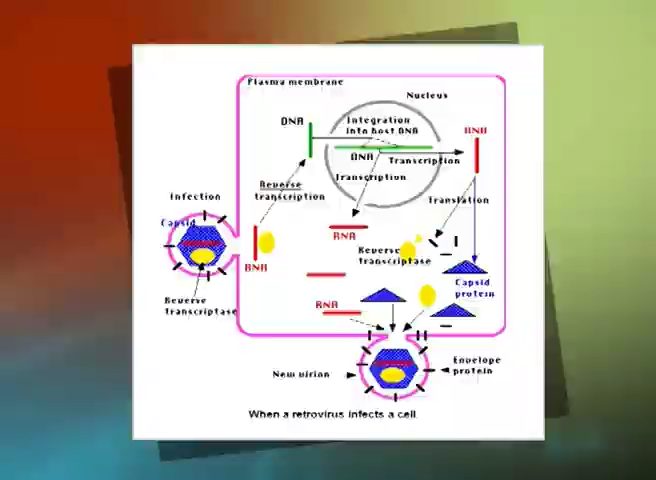 Plasma membrane
Nucleus
DNA
Integration
into host DNA
RNA
DNA
Transcription
Transcription
Reverse
transcription
Translation
Infection
Capsid
RNA
Reverse
transcriptase
RNA
Capsid
protein
Reverse
transcriptase
RNA
New virion
Envelope
protein
When a retrovirus infects a cell.